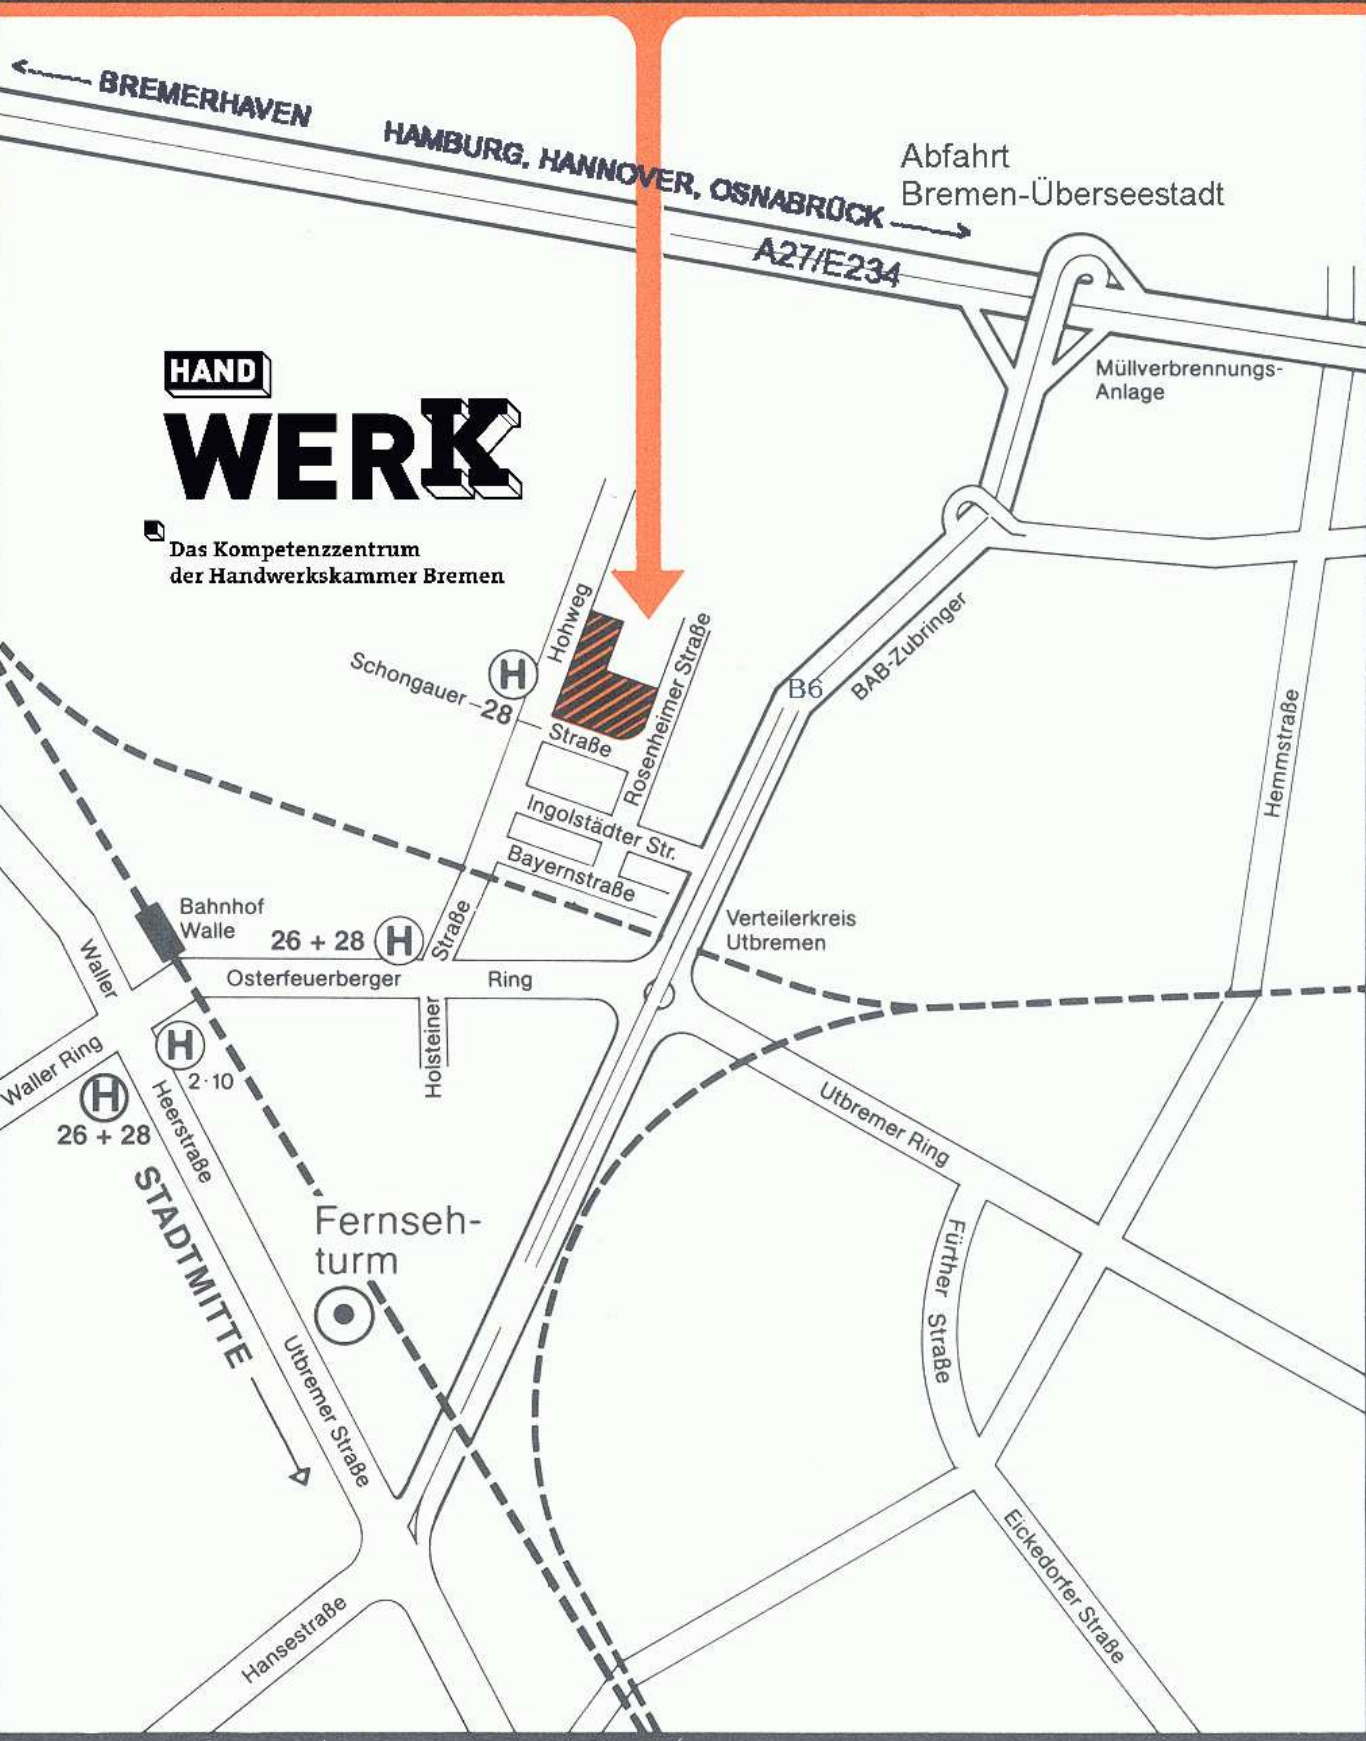 BREMERHAVEN
HAMBURG, HANNOVER, OSNABRÜCK
Abfahrt
Bremen-Überseestadt
A27/E234
HAND
WERK
Müllverbrennungs-
Anlage
Das Kompetenzzentrum
der Handwerkskammer Bremen
Hohweg
H
Schongauer
28
Straße
Rosenheimer Straße
B6
BAB-Zubringer
Hemmstraße
Ingolstädter Str.
Bayernstraße
Bahnhof
Walle
26 + 28
H
Straße
Verteilerkreis
Utbremen
Waller
Osterfeuerberger
Ring
Holsteiner
H
2·10
Waller Ring
H
26 + 28
Heerstraße
Utbremer Ring
STADTMITTE
Fernseh-
turm
Fürther Straße
Utbremer Straße
Eickedorfer Straße
Hansestraße